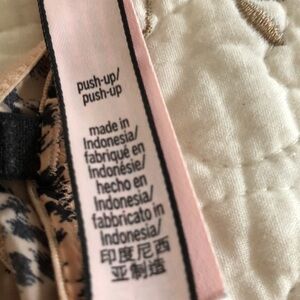 push-up/
push-up
made in
Indonesia/
fabriqué en
Indonésie/
hecho en
Indonesia/
fabbricato in
Indonesia/
印度尼西
亚制造